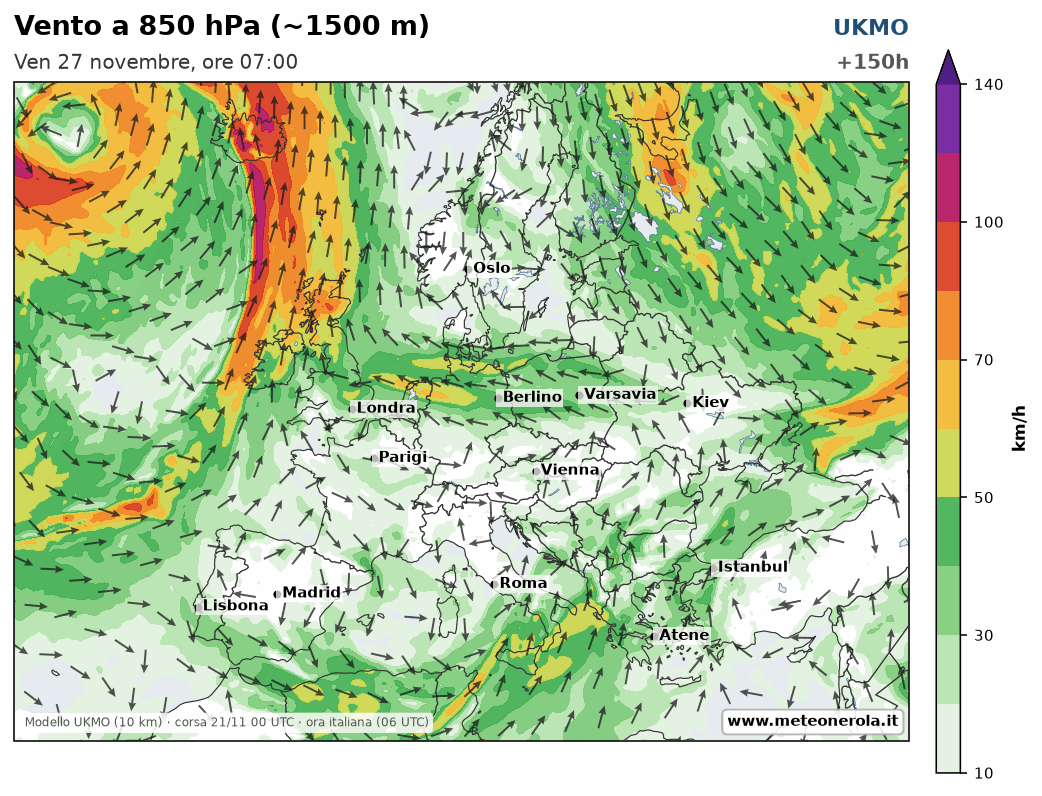 Vento a 850 hPa (~1500 m)
UKMO
Ven 27 novembre, ore 07:00
+150h
140
100
70
50
30
10
km/h
Oslo
Londra
Berlino
Varsavia
Kiev
Parigi
Vienna
Istanbul
Roma
Madrid
Lisbona
Atene
Modello UKMO (10 km) · corsa 21/11 00 UTC · ora italiana (06 UTC)
www.meteonerola.it